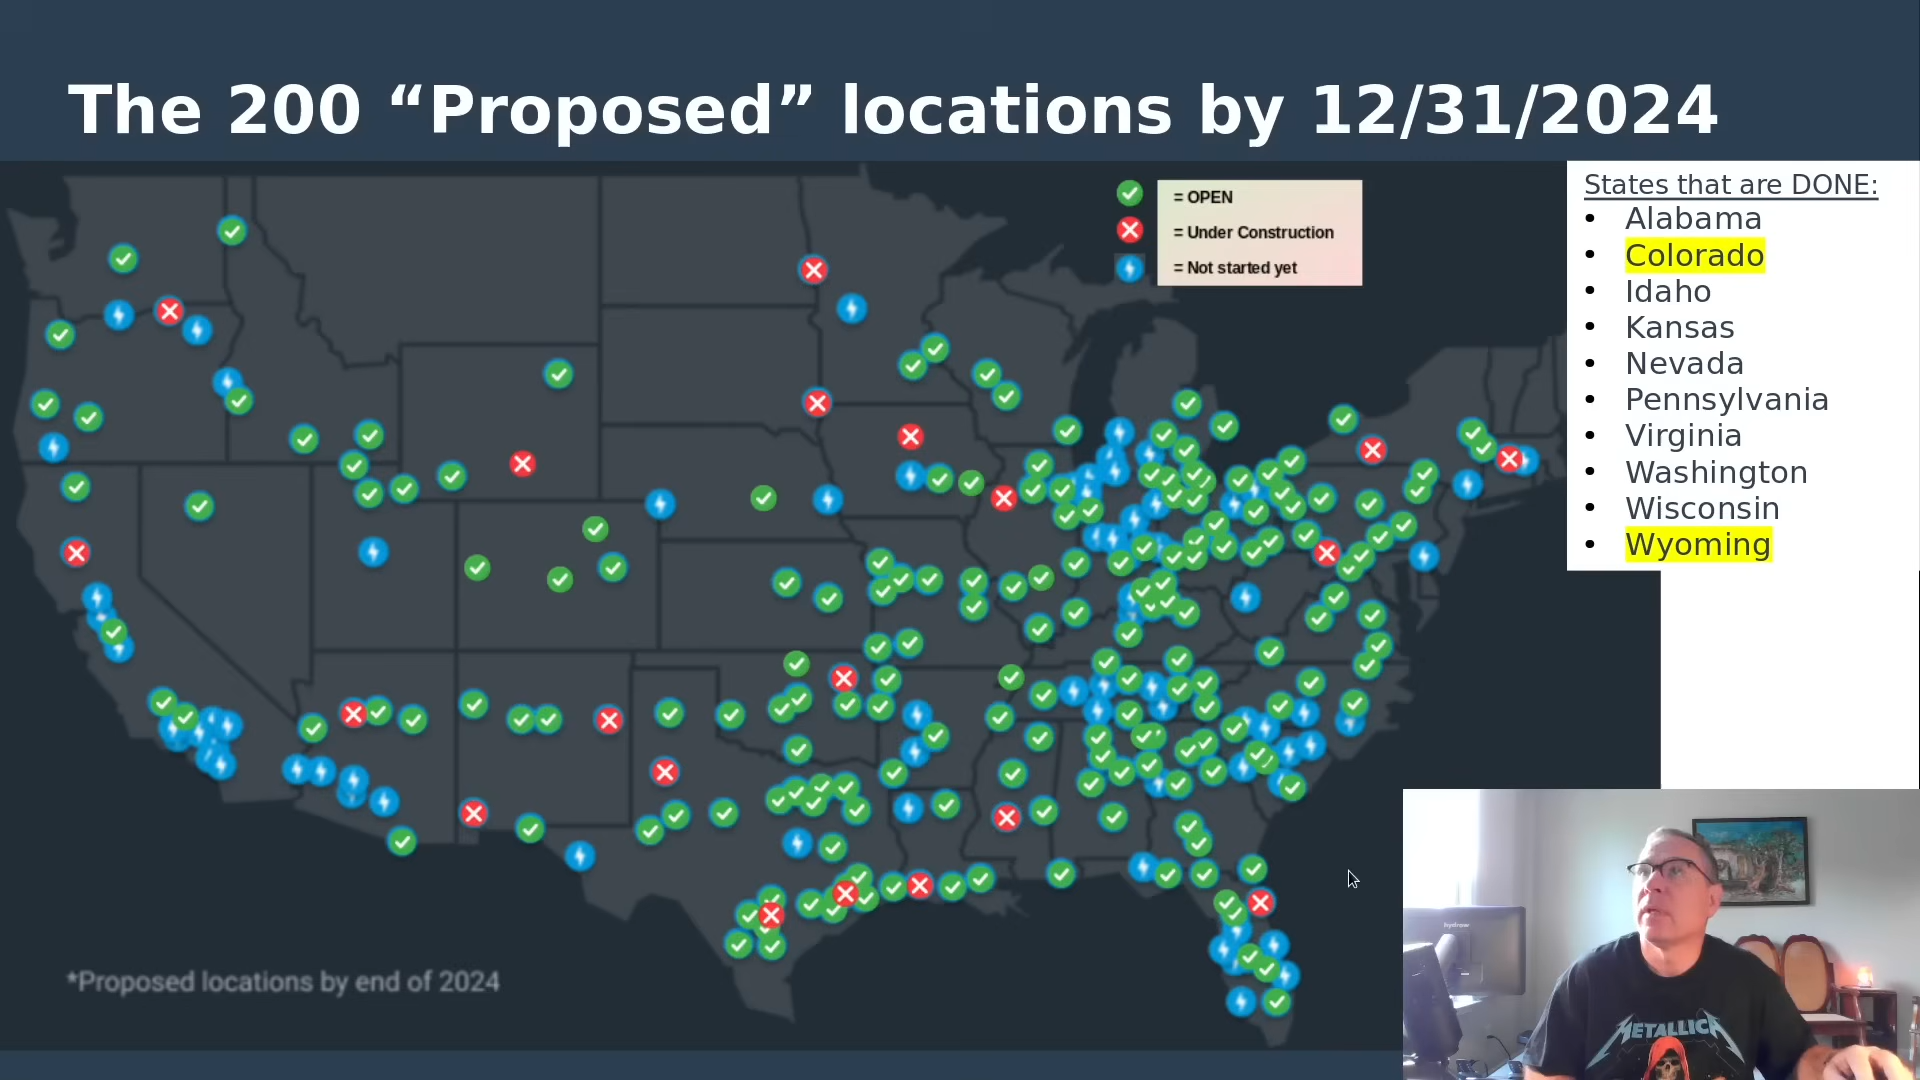 The 200 “Proposed” locations by 12/31/2024
= OPEN
= Under Construction
= Not started yet
States that are DONE:
• Alabama
• Colorado
• Idaho
• Kansas
• Nevada
• Pennsylvania
• Virginia
• Washington
• Wisconsin
• Wyoming
*Proposed locations by end of 2024
METALLICA